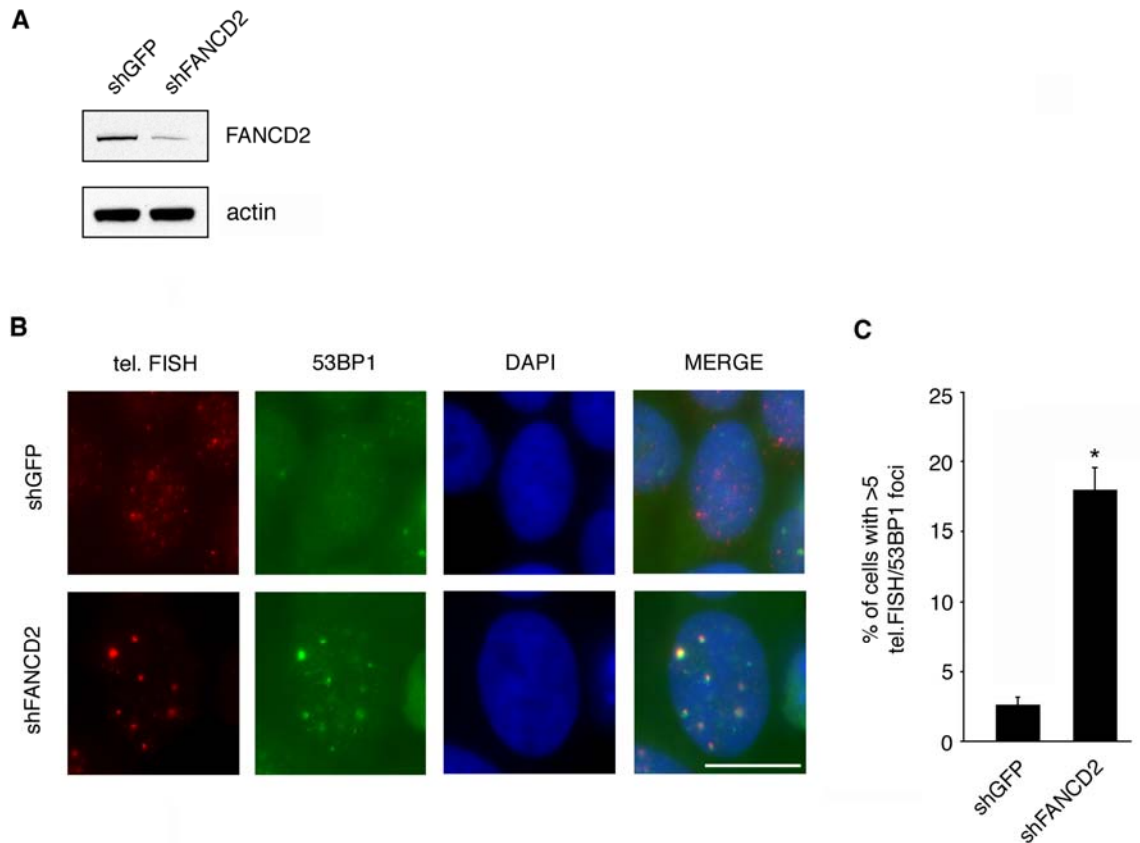 A
shGFP
shFANCD2
FANCD2
actin
B
tel. FISH
53BP1
DAPI
MERGE
shGFP
shFANCD2
C
% of cells with >5
tel.FISH/53BP1 foci
25
20
15
10
5
0
*
shGFP
shFANCD2